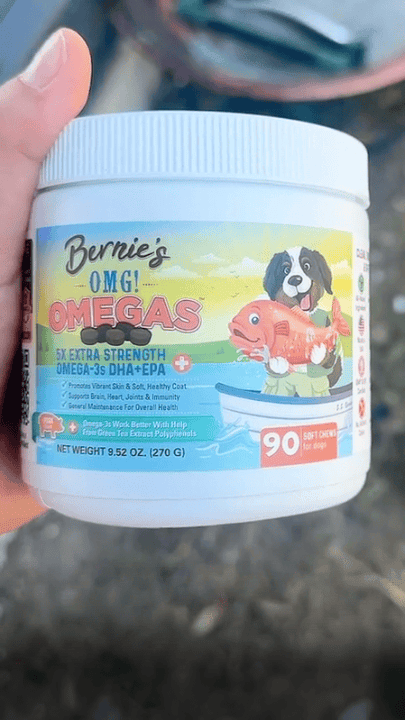 Bernie's
OMG!
OMEGAS
5X EXTRA STRENGTH
OMEGA-3s DHA+EPA
✓ Promotes Vibrant Skin & Soft, Healthy Coat
✓ Supports Brain, Heart, Joints & Immunity
✓ General Maintenance For Overall Health
Omega-3s Work Better With Help
From Green Tea Extract Polyphenols
NET WEIGHT 9.52 OZ. (270 G)
90 SOFT CHEWS
for dogs